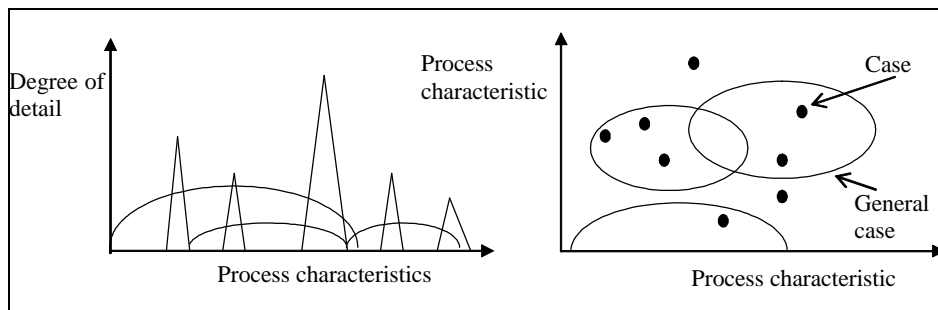 Degree of
detail
Process characteristics
Process
characteristic
Case
General
case
Process characteristic